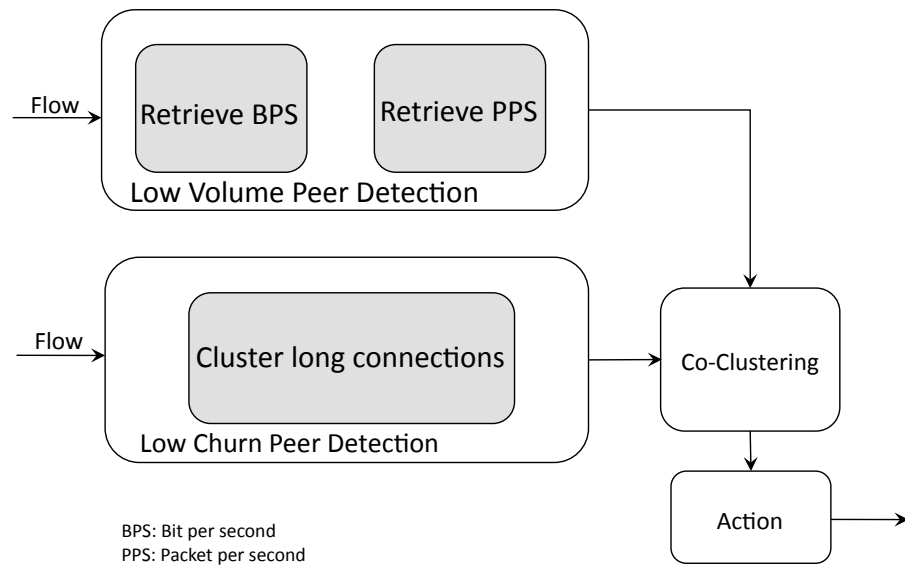 Flow
Retrieve BPS
Retrieve PPS
Low Volume Peer Detection
Flow
Cluster long connections
Low Churn Peer Detection
Co-Clustering
Action
BPS: Bit per second
PPS: Packet per second